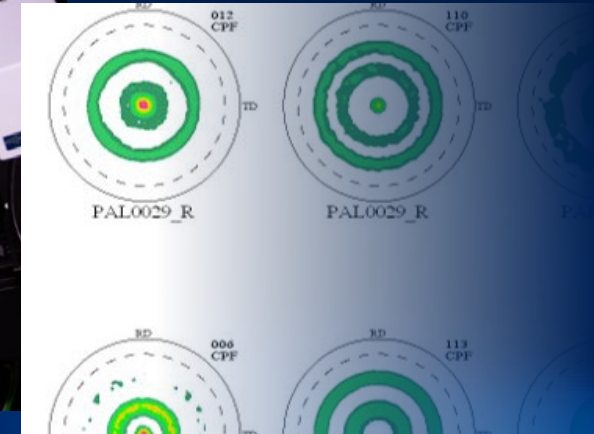 RD
012
CPF
TD
PAL0029_R
RD
110
CPF
TD
PAL0029_R
RD
006
CPF
RD
113
CPF